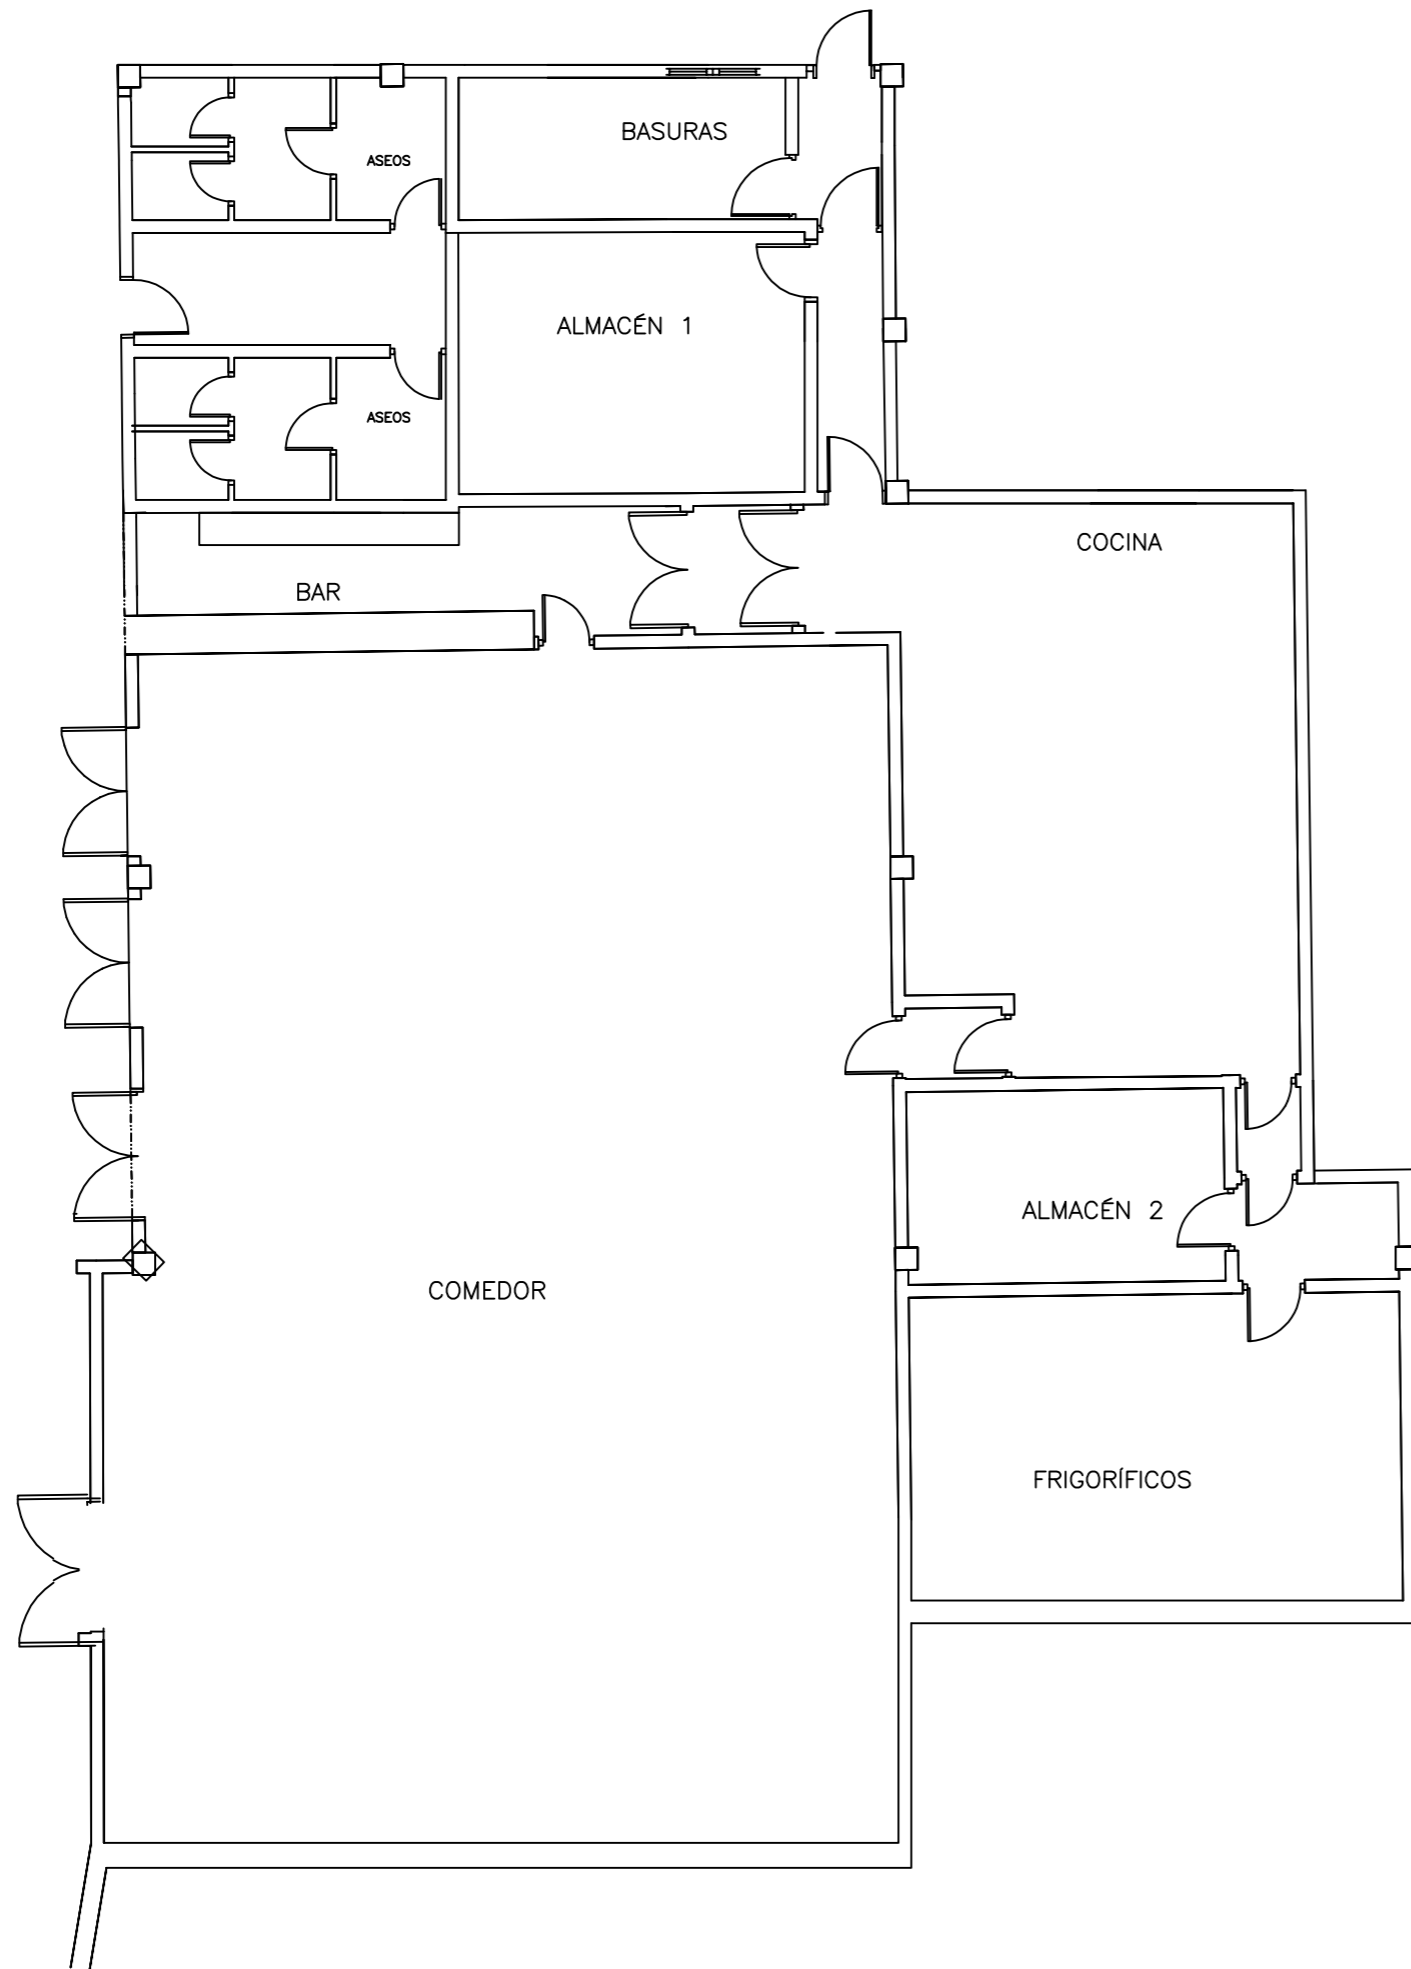 BASURAS
ASEOS
ALMACÉN 1
ASEOS
COCINA
BAR
ALMACÉN 2
COMEDOR
FRIGORÍFICOS